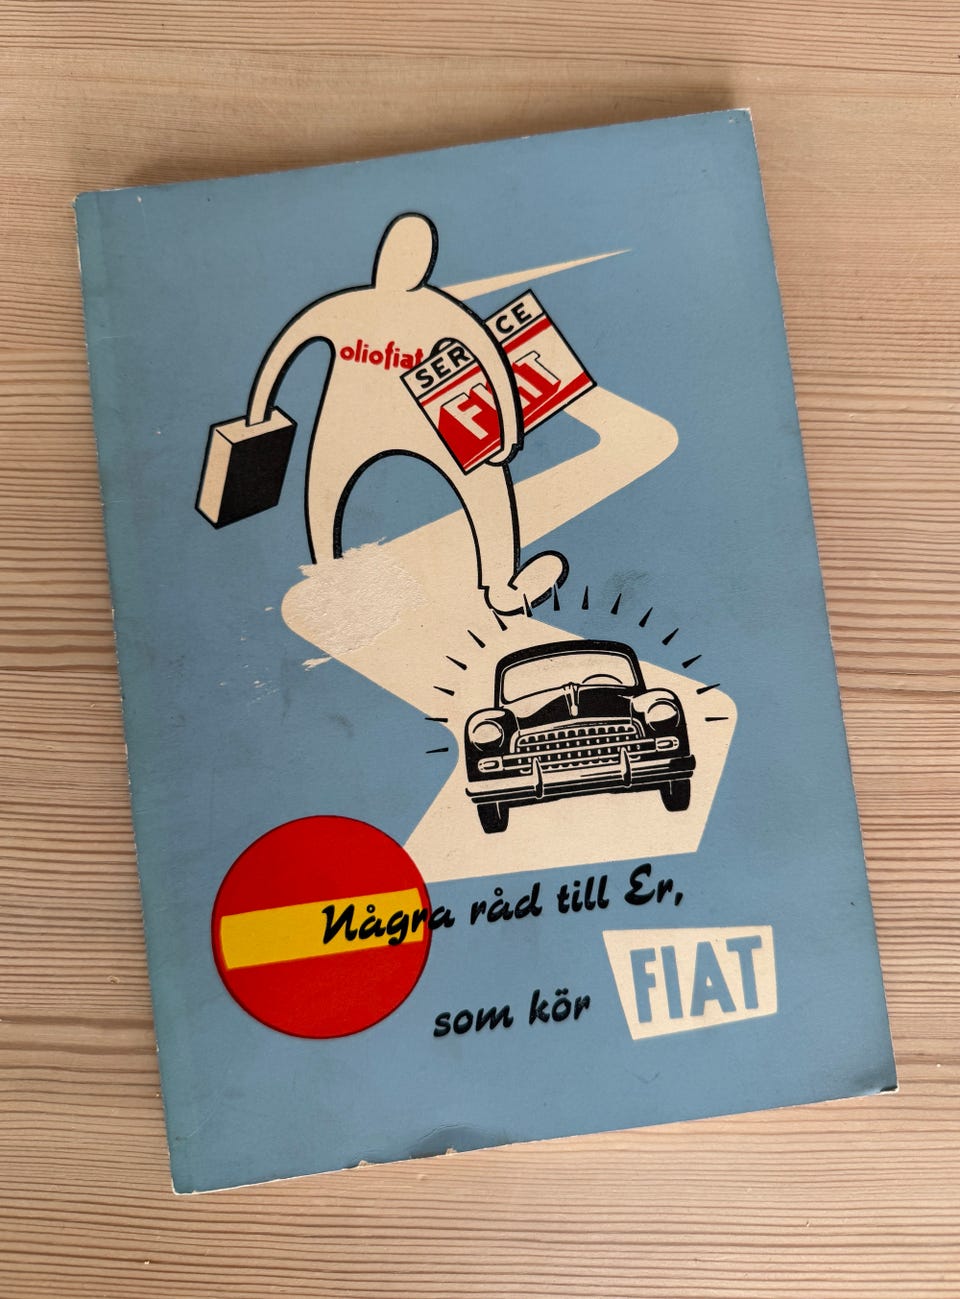 oliofiat
SERVICE
FIAT
Några råd till Er,
som kör FIAT